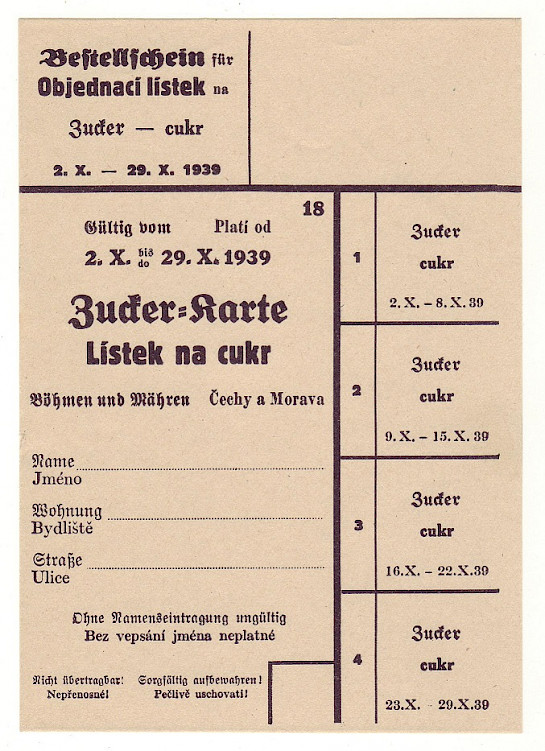 Bestellschein für
Objednací lístek na
Zucker — cukr
2. X. — 29. X. 1939
18
Gültig vom Platí od
2. X. bis do 29. X. 1939
Zucker-Karte
Lístek na cukr
Böhmen und Mähren Čechy a Morava
Name
Jméno
Wohnung
Bydliště
Straße
Ulice
Ohne Namenseintragung ungültig
Bez vepsání jména neplatné
Nicht übertragbar! Sorgfältig aufbewahren!
Nepřenosné! Pečlivě uschovati!
1
Zucker
cukr
2. X. – 8. X. 39
2
Zucker
cukr
9. X. – 15. X. 39
3
Zucker
cukr
16.X. – 22.X.39
4
Zucker
cukr
23.X. - 29.X.39